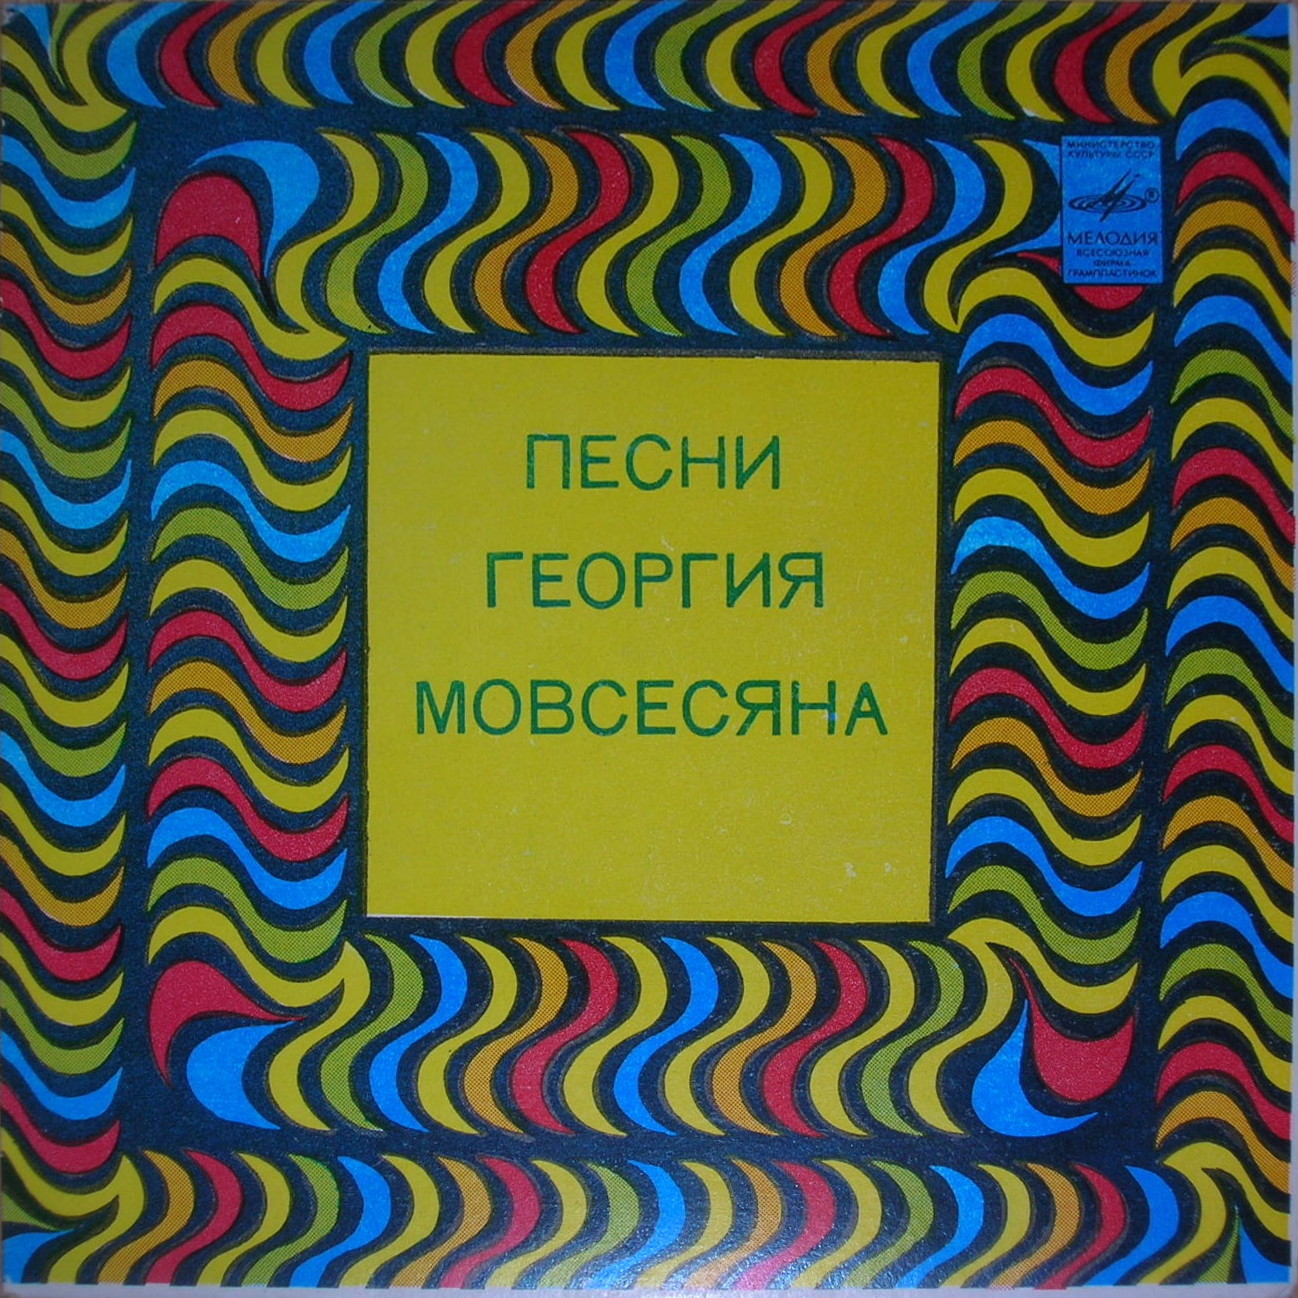 МИНИСТЕРСТВО
КУЛЬТУРЫ СССР
®
МЕЛОДИЯ
ВСЕСОЮЗНАЯ
ФИРМА
ГРАМПЛАСТИНОК
ПЕСНИ
ГЕОРГИЯ
МОВСЕСЯНА